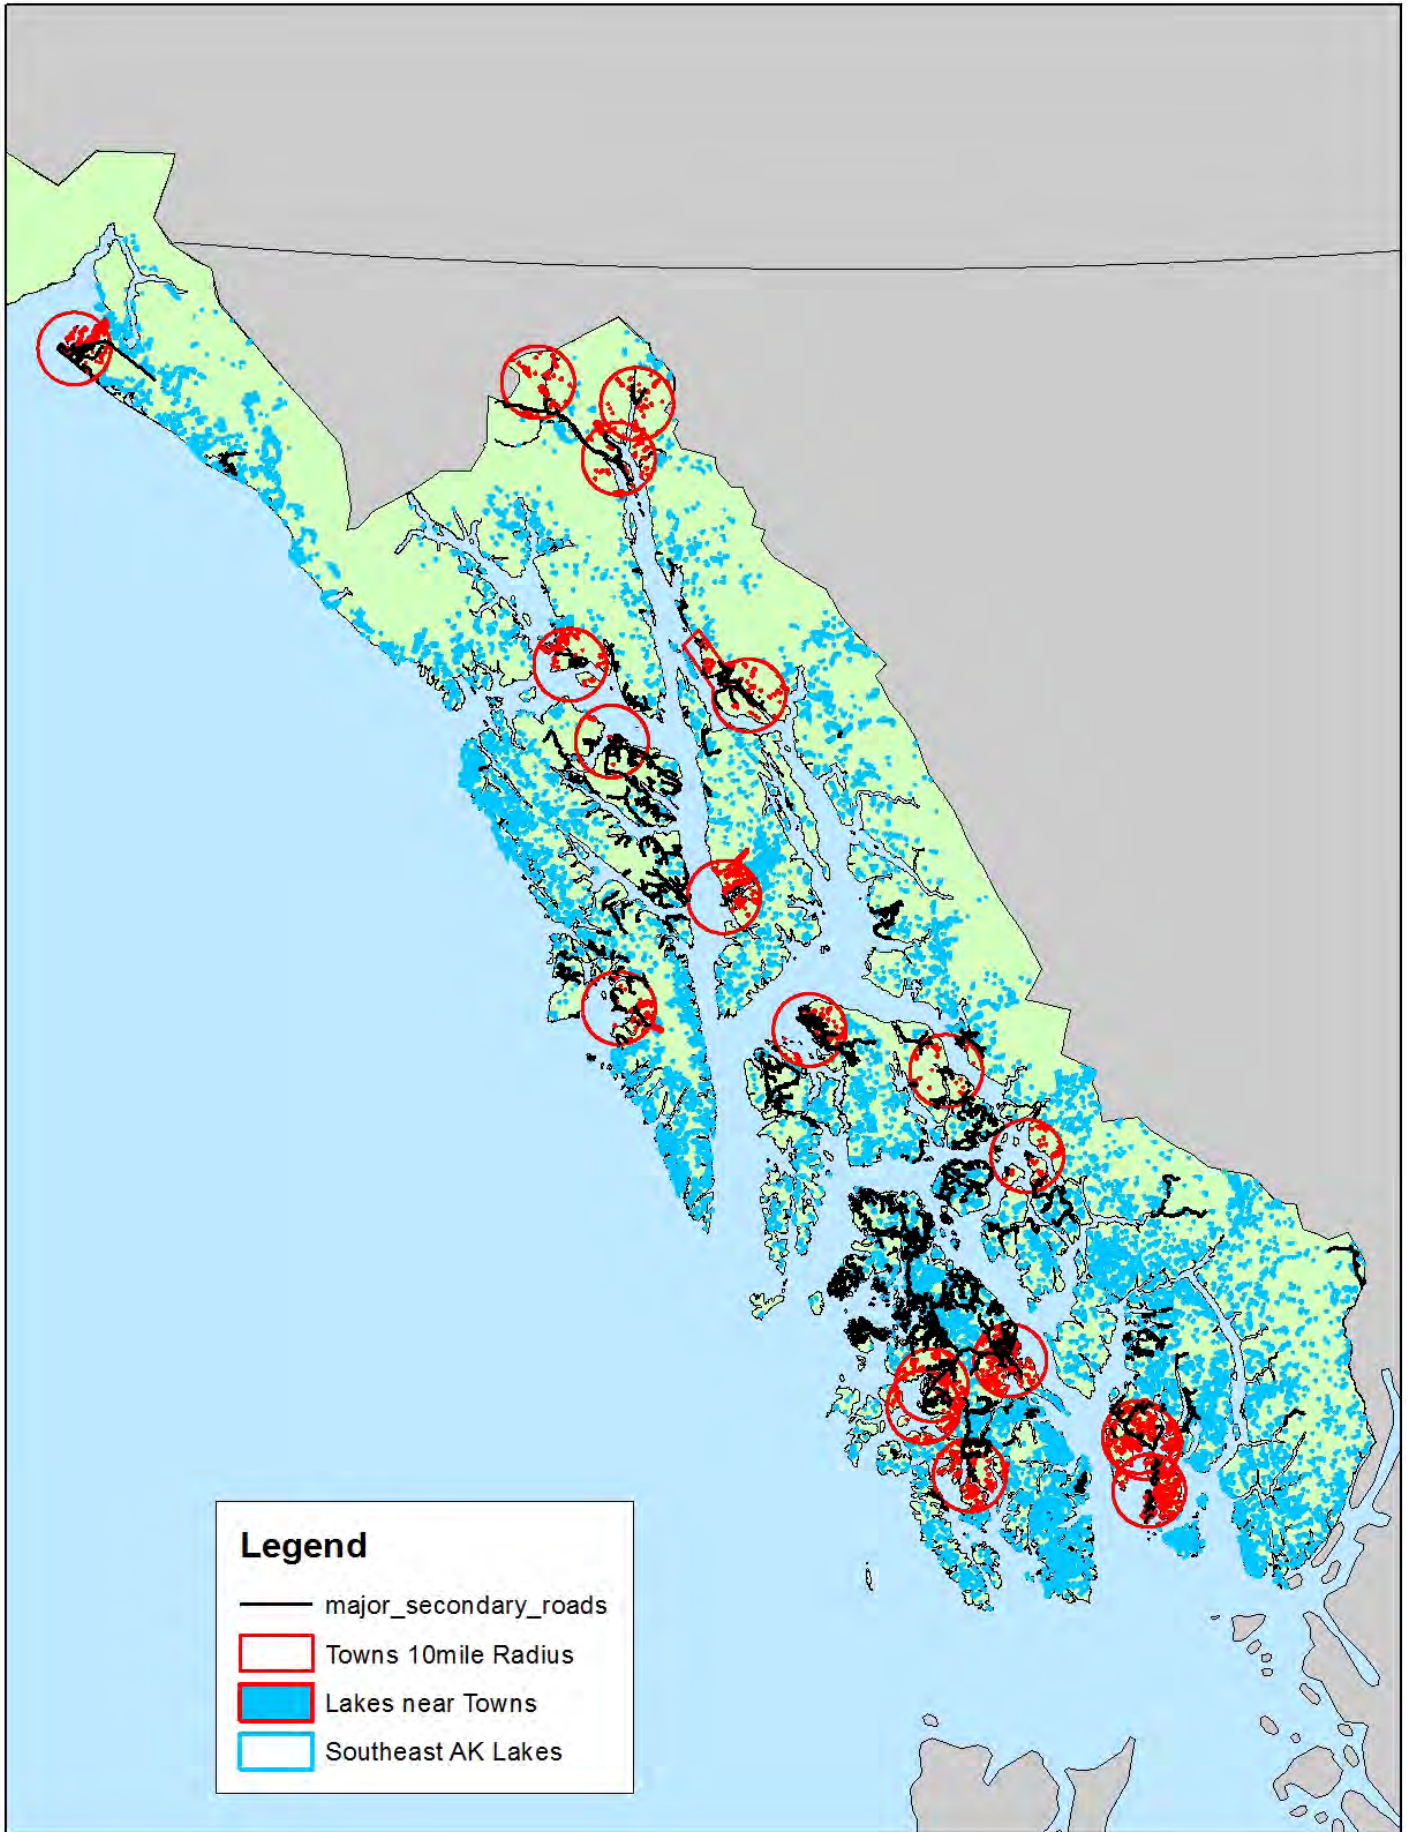 Legend
major_secondary_roads
Towns 10mile Radius
Lakes near Towns
Southeast AK Lakes